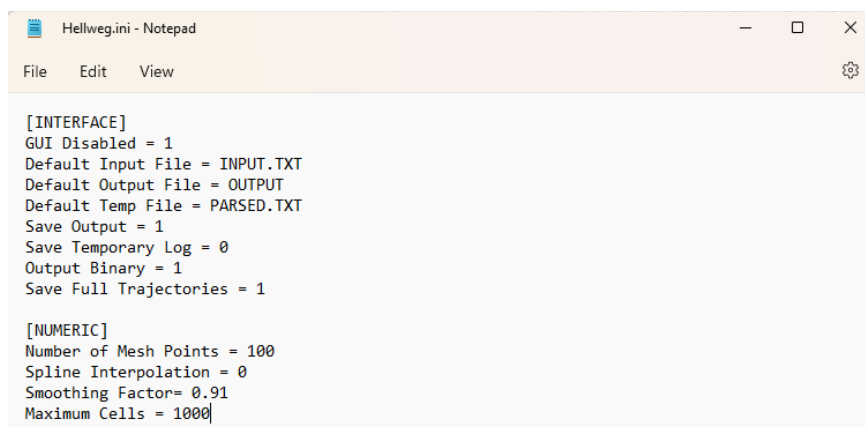 Hellweg.ini - Notepad
File Edit View
[INTERFACE]
GUI Disabled = 1
Default Input File = INPUT.TXT
Default Output File = OUTPUT
Default Temp File = PARSED.TXT
Save Output = 1
Save Temporary Log = 0
Output Binary = 1
Save Full Trajectories = 1
[NUMERIC]
Number of Mesh Points = 100
Spline Interpolation = 0
Smoothing Factor= 0.91
Maximum Cells = 1000